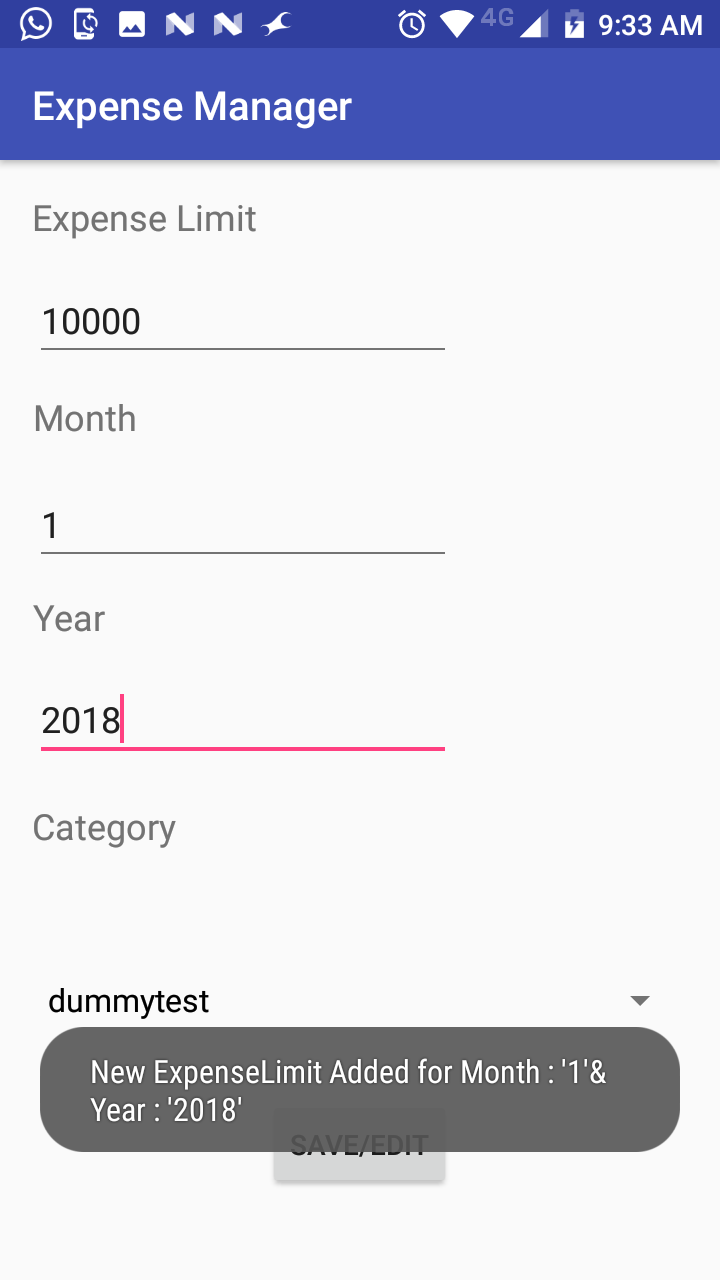 4G 9:33 AM
Expense Manager
Expense Limit
10000
Month
1
Year
2018
Category
dummytest
New ExpenseLimit Added for Month : '1'&
Year : '2018'
SAVE/EDIT